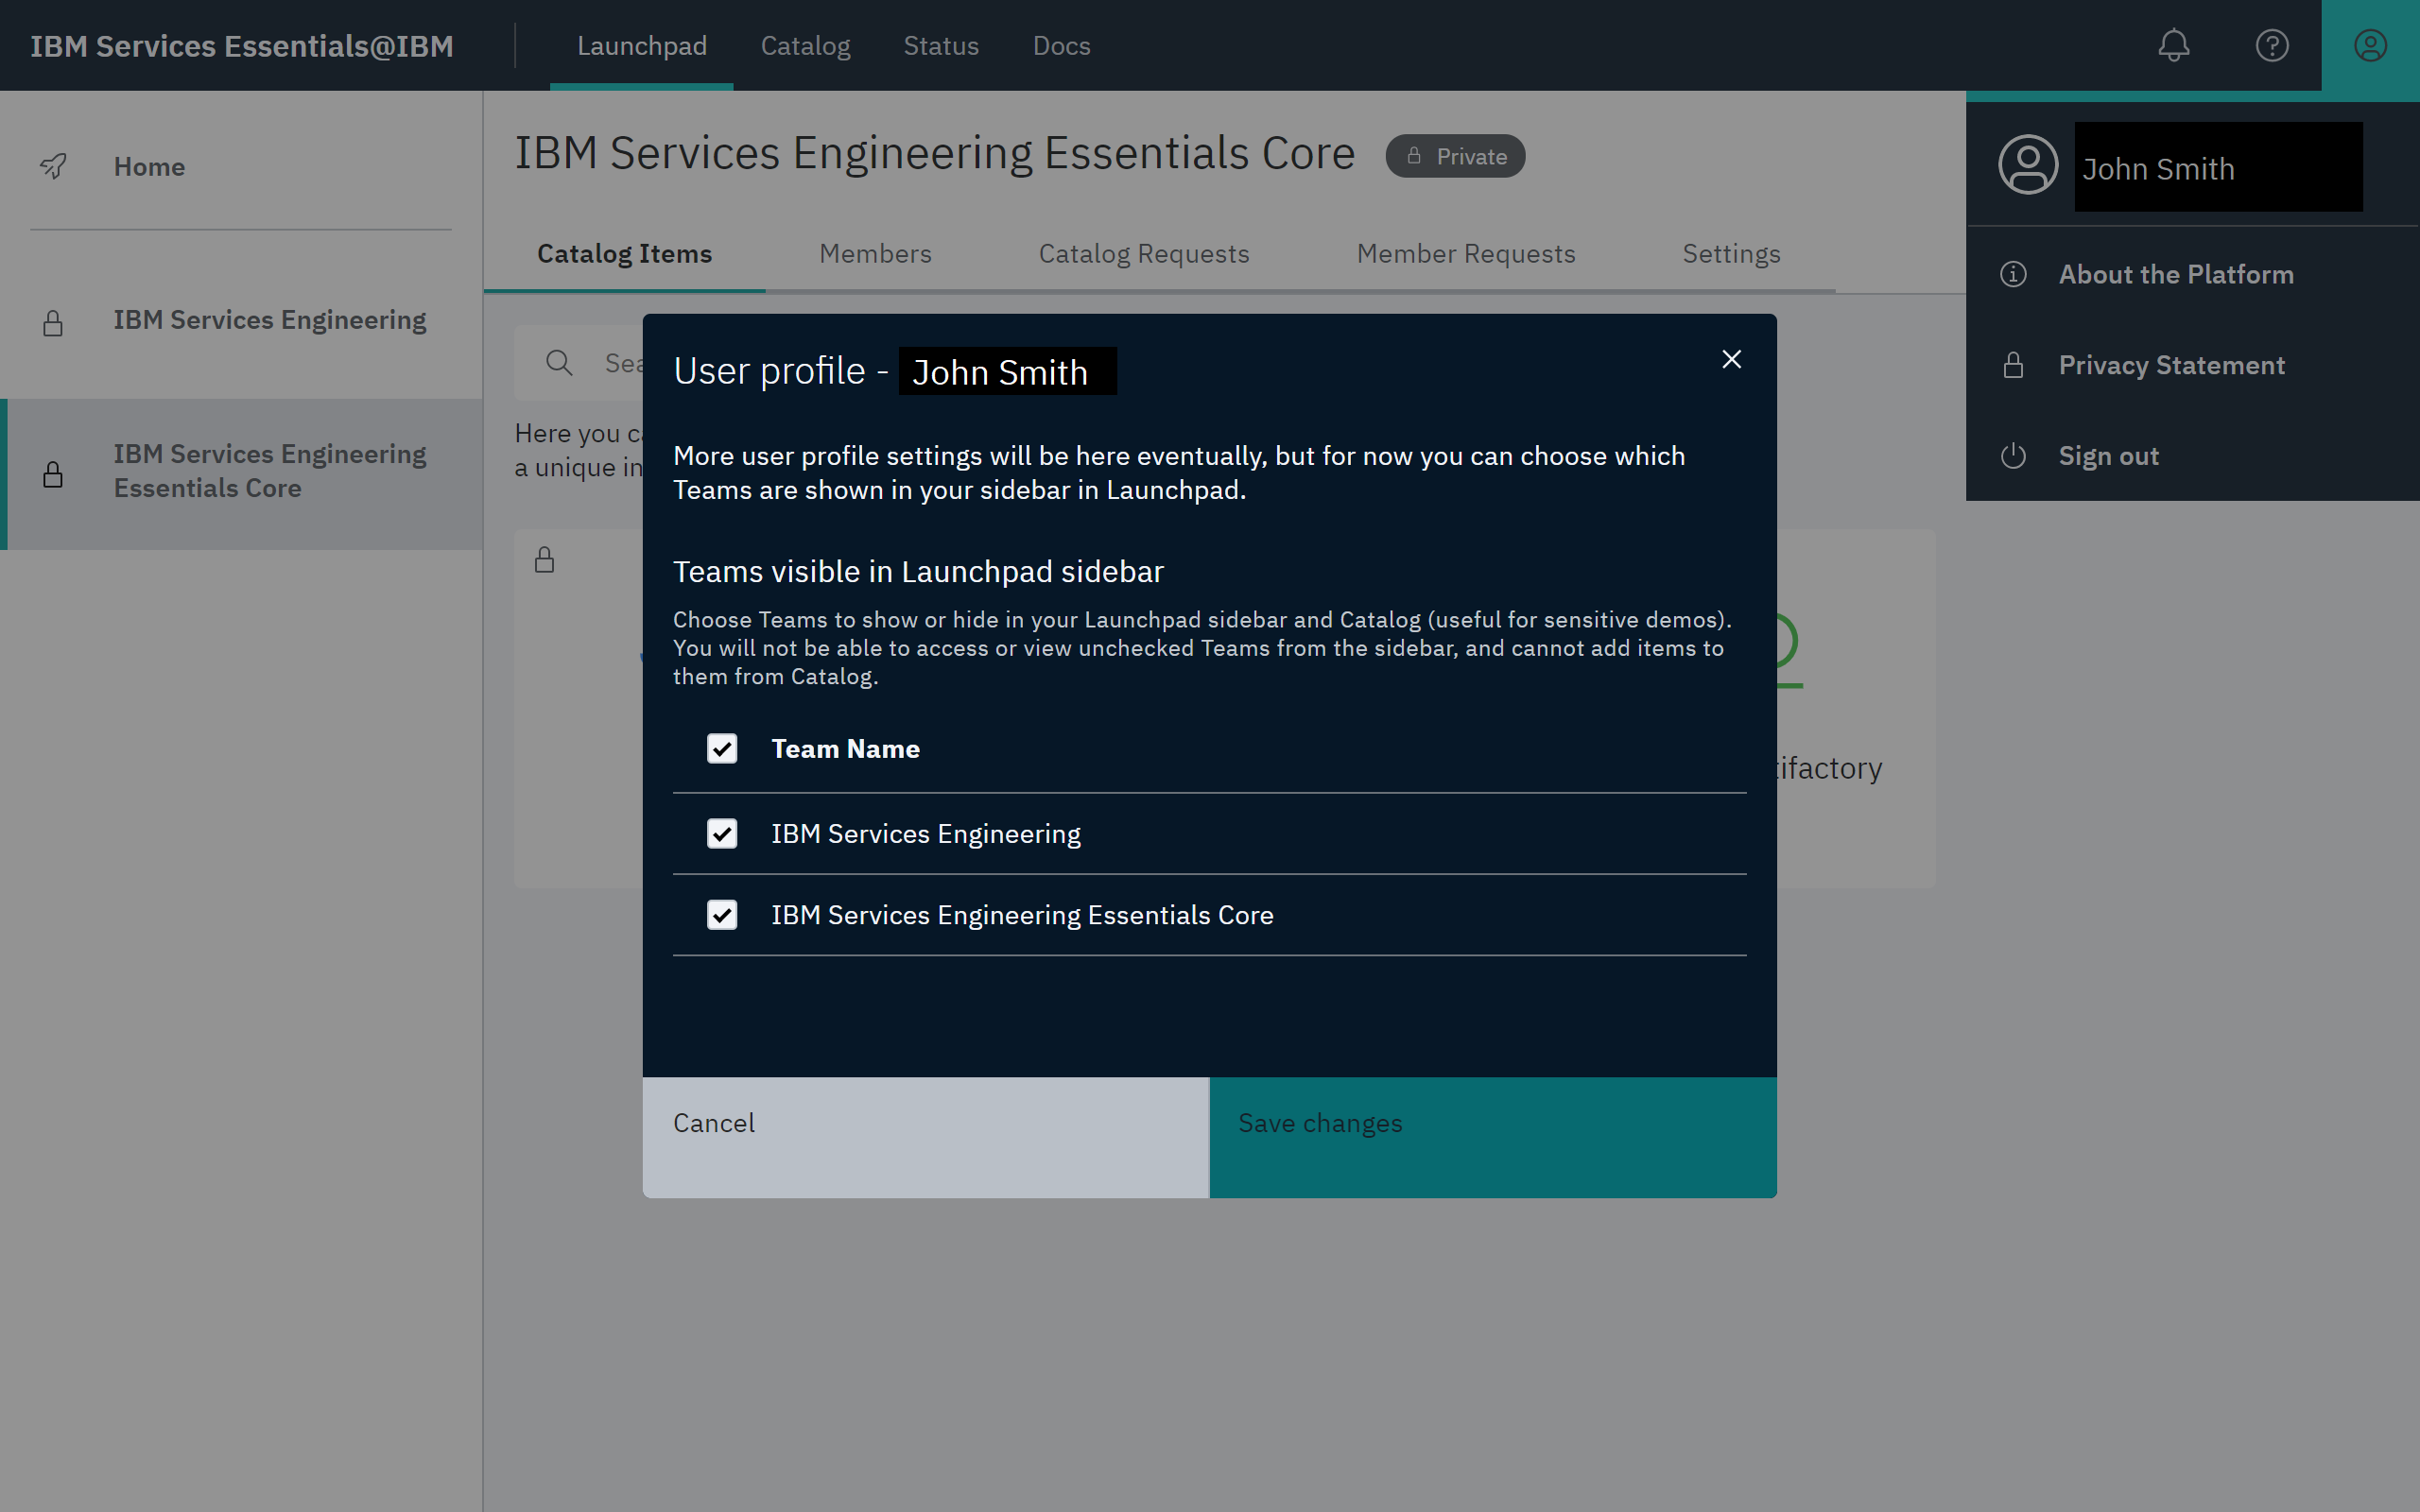 IBM Services Essentials@IBM
Launchpad
Catalog
Status
Docs
Home
IBM Services Engineering
IBM Services Engineering
Essentials Core
IBM Services Engineering Essentials Core
Private
Catalog Items
Members
Catalog Requests
Member Requests
Settings
Here you
a unique in
John Smith
About the Platform
Privacy Statement
Sign out
User profile - John Smith
More user profile settings will be here eventually, but for now you can choose which
Teams are shown in your sidebar in Launchpad.
Teams visible in Launchpad sidebar
Choose Teams to show or hide in your Launchpad sidebar and Catalog (useful for sensitive demos).
You will not be able to access or view unchecked Teams from the sidebar, and cannot add items to
them from Catalog.
Team Name
IBM Services Engineering
IBM Services Engineering Essentials Core
Cancel
Save changes